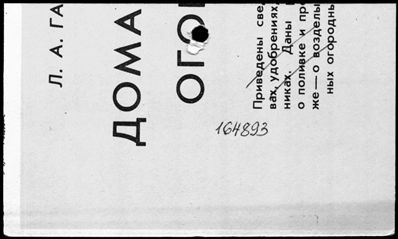 Л. А. ГА
ДОМА
ОГО
Приведены све
вах, удобрениях,
никах. Даны
о поливке и пр
же — о возделы
ных огородны
164893